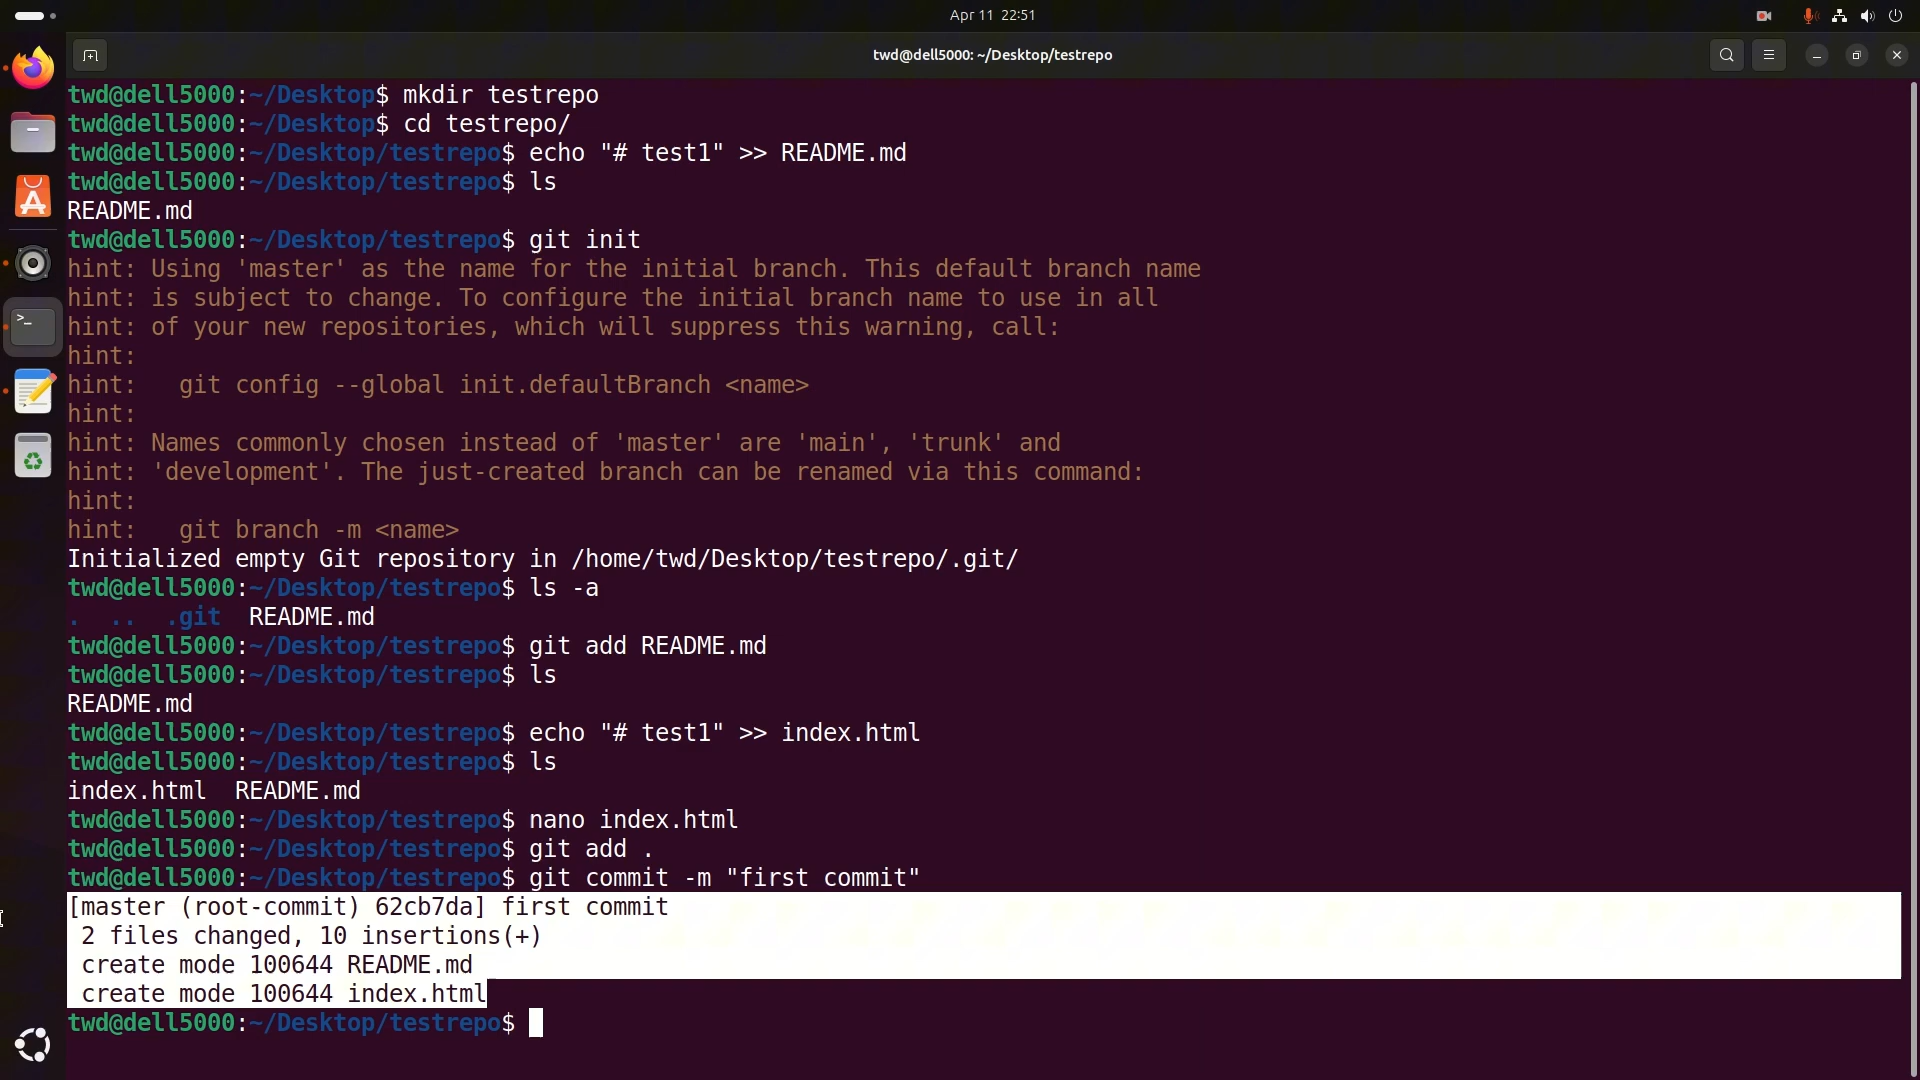 Apr 11 22:51
twd@dell5000: ~/Desktop/testrepo
twd@dell5000:~/Desktop$ mkdir testrepo
twd@dell5000:~/Desktop$ cd testrepo/
twd@dell5000:~/Desktop/testrepo$ echo "# test1" >> README.md
twd@dell5000:~/Desktop/testrepo$ ls
README.md
twd@dell5000:~/Desktop/testrepo$ git init
hint: Using 'master' as the name for the initial branch. This default branch name
hint: is subject to change. To configure the initial branch name to use in all
hint: of your new repositories, which will suppress this warning, call:
hint:
hint:   git config --global init.defaultBranch <name>
hint:
hint: Names commonly chosen instead of 'master' are 'main', 'trunk' and
hint: 'development'. The just-created branch can be renamed via this command:
hint:
hint:   git branch -m <name>
Initialized empty Git repository in /home/twd/Desktop/testrepo/.git/
twd@dell5000:~/Desktop/testrepo$ ls -a
.  ..  .git  README.md
twd@dell5000:~/Desktop/testrepo$ git add README.md
twd@dell5000:~/Desktop/testrepo$ ls
README.md
twd@dell5000:~/Desktop/testrepo$ echo "# test1" >> index.html
twd@dell5000:~/Desktop/testrepo$ ls
index.html  README.md
twd@dell5000:~/Desktop/testrepo$ nano index.html
twd@dell5000:~/Desktop/testrepo$ git add .
twd@dell5000:~/Desktop/testrepo$ git commit -m "first commit"
[master (root-commit) 62cb7da] first commit
 2 files changed, 10 insertions(+)
 create mode 100644 README.md
 create mode 100644 index.html
twd@dell5000:~/Desktop/testrepo$